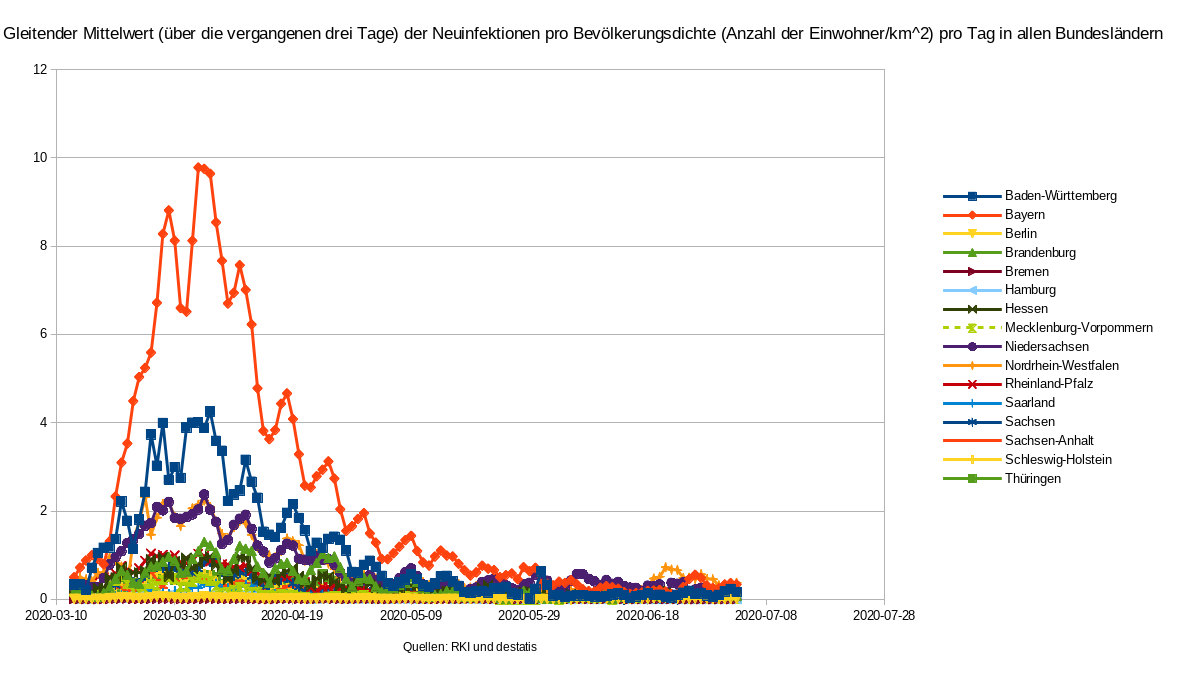 Gleitender Mittelwert (über die vergangenen drei Tage) der Neuinfektionen pro Bevölkerungsdichte (Anzahl der Einwohner/km^2) pro Tag in allen Bundesländern
12
10
8
6
4
2
0
2020-03-10 2020-03-30 2020-04-19 2020-05-09 2020-05-29 2020-06-18 2020-07-08 2020-07-28
Quellen: RKI und destatis
Baden-Württemberg
Bayern
Berlin
Brandenburg
Bremen
Hamburg
Hessen
Mecklenburg-Vorpommern
Niedersachsen
Nordrhein-Westfalen
Rheinland-Pfalz
Saarland
Sachsen
Sachsen-Anhalt
Schleswig-Holstein
Thüringen